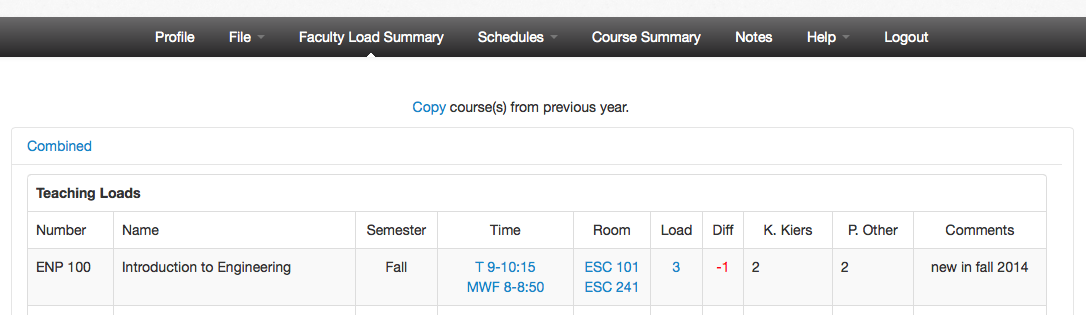 Profile File Faculty Load Summary Schedules Course Summary Notes Help Logout
Copy course(s) from previous year.
Combined
Teaching Loads
Number Name Semester Time Room Load Diff K. Kiers P. Other Comments
ENP 100 Introduction to Engineering Fall T 9-10:15 ESC 101 3 -1 2 2 new in fall 2014
MWF 8-8:50 ESC 241